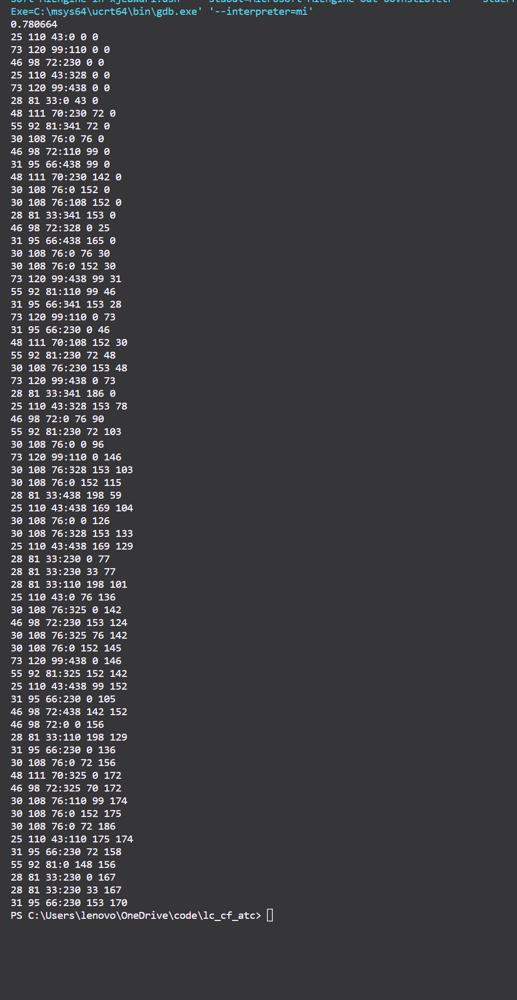 Exe=C:\msys64\ucrt64\bin\gdb.exe' '--interpreter=mi'
0.780664
25 110 43:0 0 0
73 120 99:110 0 0
46 98 72:230 0 0
25 110 43:328 0 0
73 120 99:438 0 0
28 81 33:0 43 0
48 111 70:230 72 0
55 92 81:341 72 0
30 108 76:0 76 0
46 98 72:110 99 0
31 95 66:438 99 0
48 111 70:230 142 0
30 108 76:0 152 0
30 108 76:108 152 0
28 81 33:341 153 0
46 98 72:328 0 25
31 95 66:438 165 0
30 108 76:0 76 30
30 108 76:0 152 30
73 120 99:438 99 31
55 92 81:110 99 46
31 95 66:341 153 28
73 120 99:110 0 73
31 95 66:230 0 46
48 111 70:108 152 30
55 92 81:230 72 48
30 108 76:230 153 48
73 120 99:438 0 73
28 81 33:341 186 0
25 110 43:328 153 78
46 98 72:0 76 90
55 92 81:230 72 103
30 108 76:0 0 96
73 120 99:110 0 146
30 108 76:328 153 103
30 108 76:0 152 115
28 81 33:438 198 59
25 110 43:438 169 104
30 108 76:0 0 126
30 108 76:328 153 133
25 110 43:438 169 129
28 81 33:230 0 77
28 81 33:230 33 77
28 81 33:110 198 101
25 110 43:0 76 136
30 108 76:325 0 142
46 98 72:230 153 124
30 108 76:325 76 142
30 108 76:0 152 145
73 120 99:438 0 146
55 92 81:325 152 142
25 110 43:438 99 152
31 95 66:230 0 105
46 98 72:438 142 152
46 98 72:0 0 156
28 81 33:110 198 129
31 95 66:230 0 136
30 108 76:0 72 156
48 111 70:325 0 172
46 98 72:325 70 172
30 108 76:110 99 174
30 108 76:0 152 175
30 108 76:0 72 186
25 110 43:110 175 174
31 95 66:230 72 158
55 92 81:0 148 156
28 81 33:230 0 167
28 81 33:230 33 167
31 95 66:230 153 170
PS C:\Users\lenovo\OneDrive\code\lc_cf_atc>